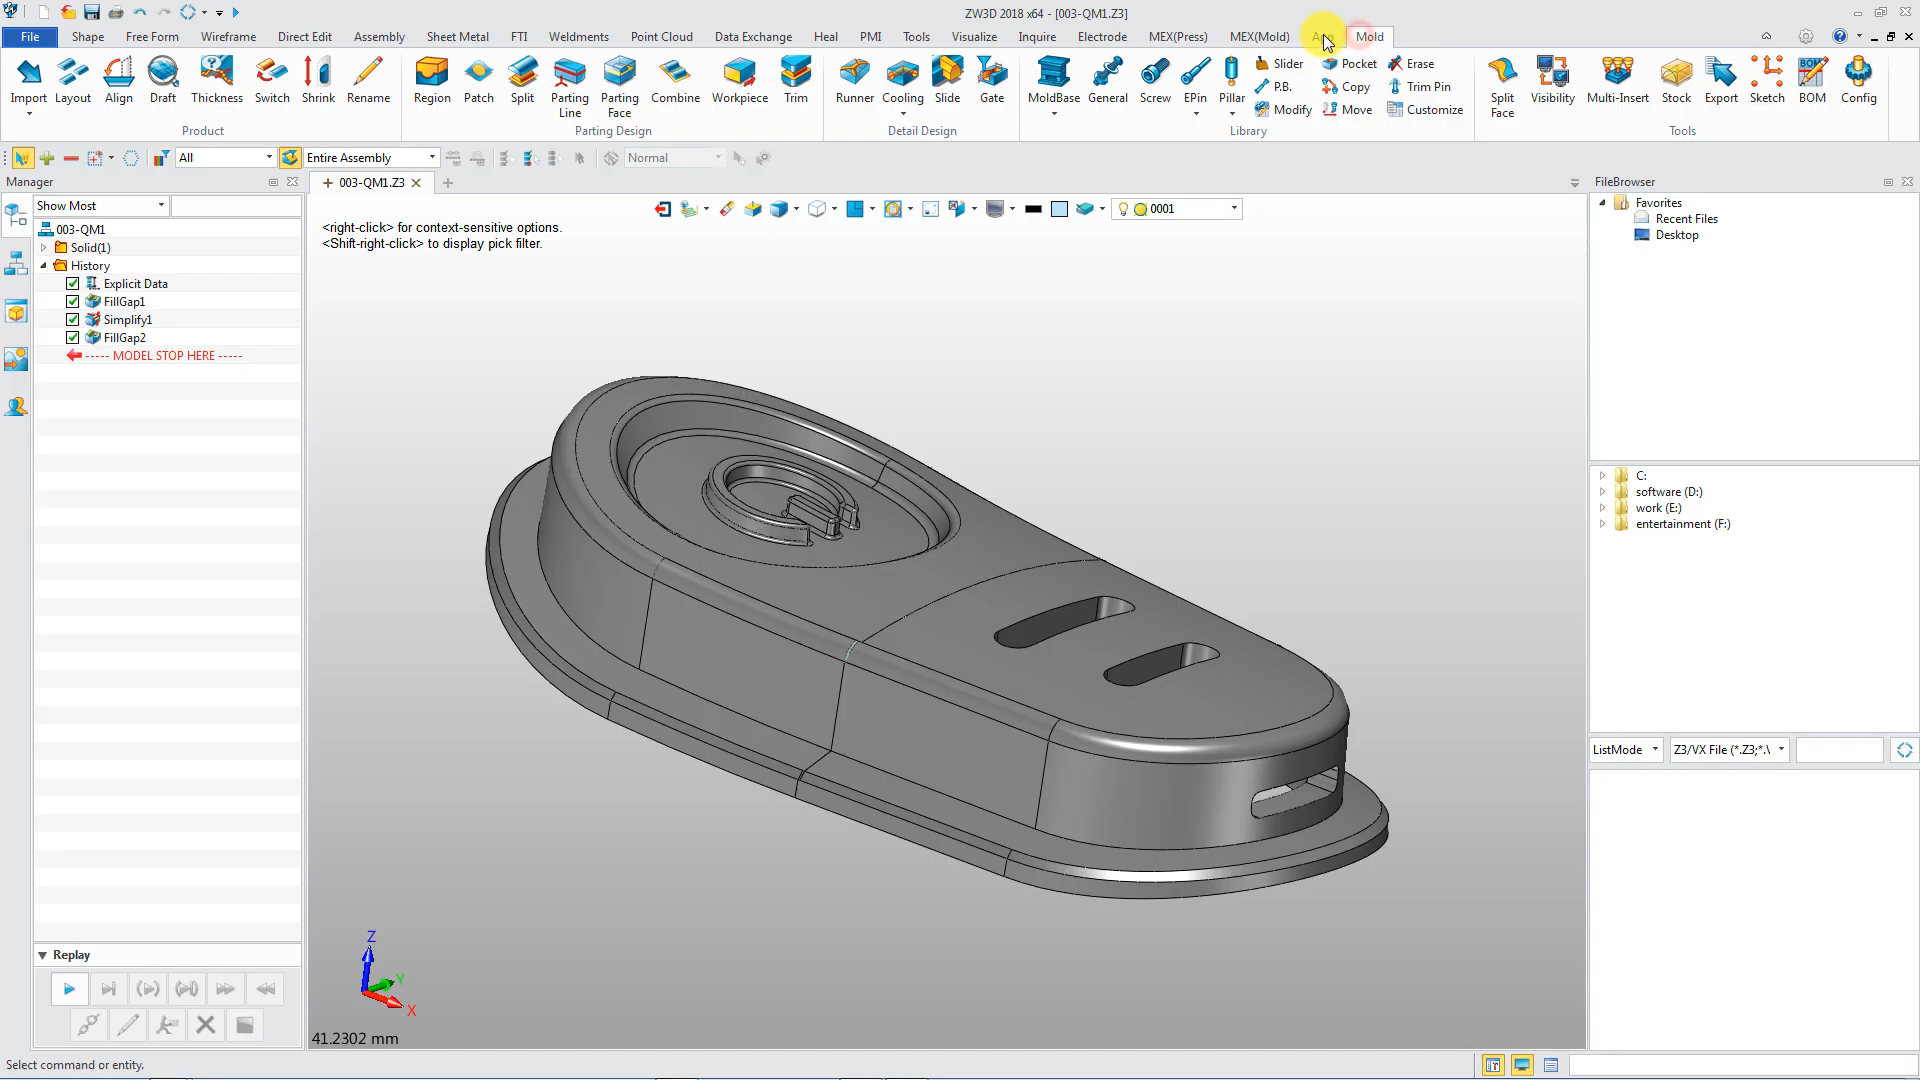 ZW3D 2018 x64 - [003-QM1.Z3]
File Shape Free Form Wireframe Direct Edit Assembly Sheet Metal FTI Weldments Point Cloud Data Exchange Heal PMI Tools Visualize Inquire Electrode MEX(Press) MEX(Mold) App Mold
Import Layout Align Draft Thickness Switch Shrink Rename
Product
Region Patch Split Parting Line Parting Face Combine Workpiece Trim
Parting Design
Runner Cooling Slide Gate
Detail Design
MoldBase General Screw EPin Pillar
Slider Pocket Erase
P.B. Copy Trim Pin
Modify Move Customize
Library
Split Face Visibility Multi-Insert Stock Export Sketch BOM Config
Tools
All Entire Assembly Normal
Manager
Show Most
003-QM1
Solid(1)
History
Explicit Data
FillGap1
Simplify1
FillGap2
----- MODEL STOP HERE -----
Replay
003-QM1.Z3
<right-click> for context-sensitive options.
<Shift-right-click> to display pick filter.
0001
Z
Y
X
41.2302 mm
FileBrowser
Favorites
Recent Files
Desktop
C:
software (D:)
work (E:)
entertainment (F:)
ListMode Z3/VX File (*.Z3;*.\
Select command or entity.